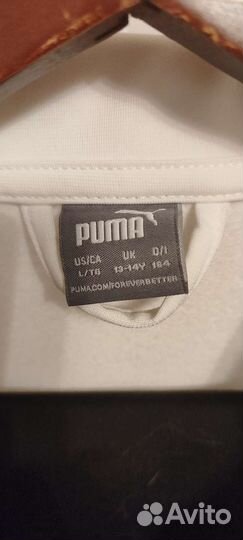 PUMA
US/CA UK D/I
L/TG 13-14Y 164
PUMA.COM/FOREVERBETTER
Avito